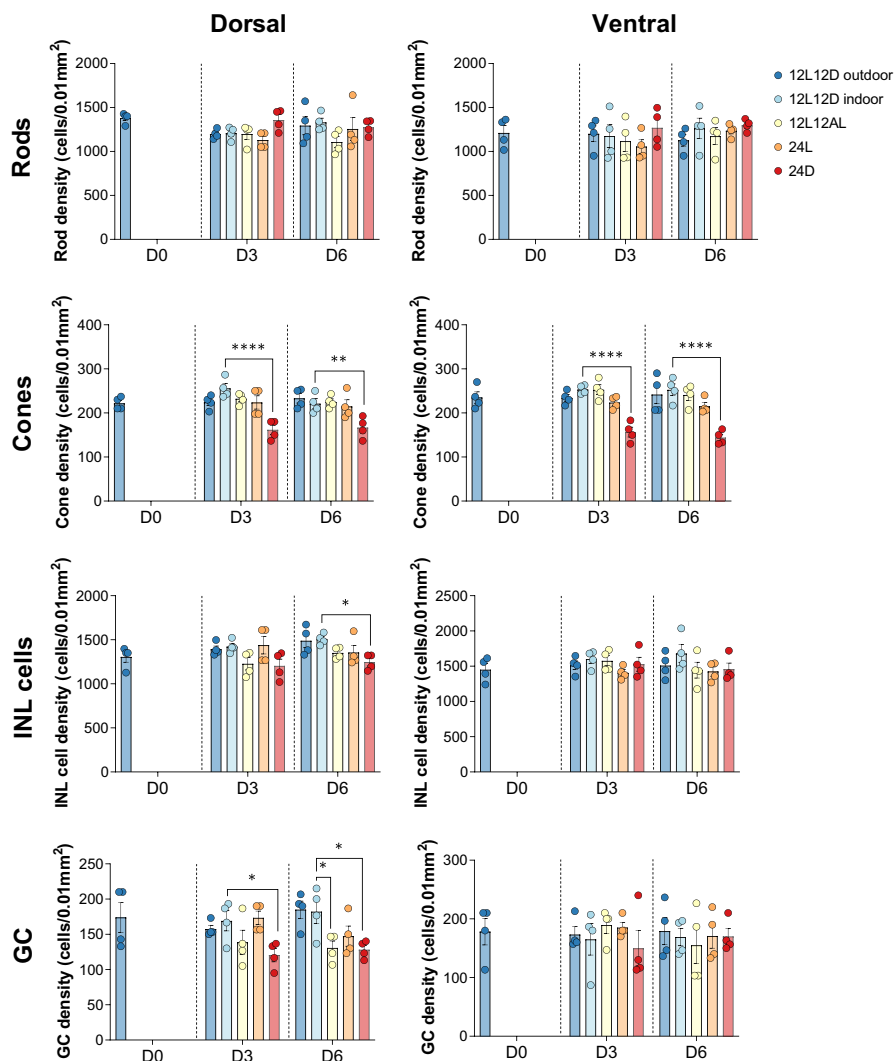 Dorsal
Ventral
Rods
Rod density (cells/0.01mm²)
2000
1500
1000
500
0
D0
D3
D6
2000
1500
1000
500
0
Rod density (cells/0.01mm²)
D0
D3
D6
12L12D outdoor
12L12D indoor
12L12AL
24L
24D
Cones
Cone density (cells/0.01mm²)
400
300
200
100
0
****
**
D0
D3
D6
Cone density (cells/0.01mm²)
400
300
200
100
0
****
****
D0
D3
D6
INL cells
INL cell density (cells/0.01mm²)
2000
1500
1000
500
0
*
D0
D3
D6
INL cell density (cells/0.01mm²)
2500
2000
1500
1000
500
0
D0
D3
D6
GC
GC density (cells/0.01mm²)
250
200
150
100
50
0
*
*
*
D0
D3
D6
GC density (cells/0.01mm²)
300
200
100
0
D0
D3
D6